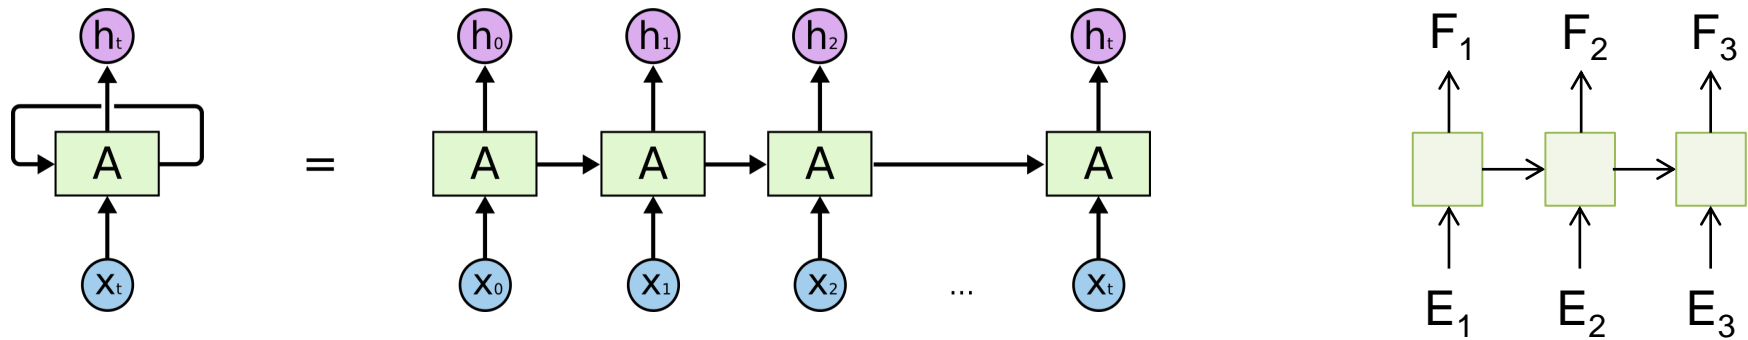 hₜ h₀ h₁ h₂ hₜ F₁ F₂ F₃
A = A A A A
xₜ x₀ x₁ x₂ ... xₜ E₁ E₂ E₃